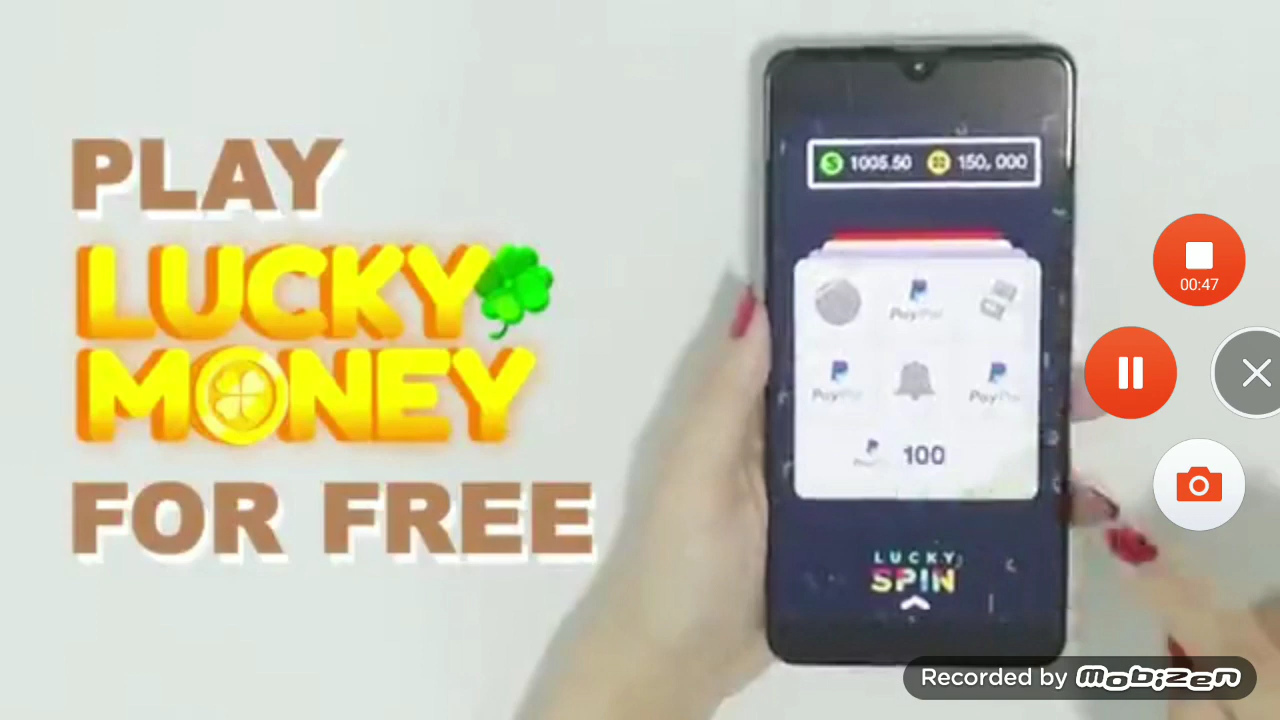 PLAY
LUCKY
MONEY
FOR FREE
1005.50 150,000
PayPal
PayPal PayPal
100
LUCKY
SPIN
00:47
Recorded by mobizen